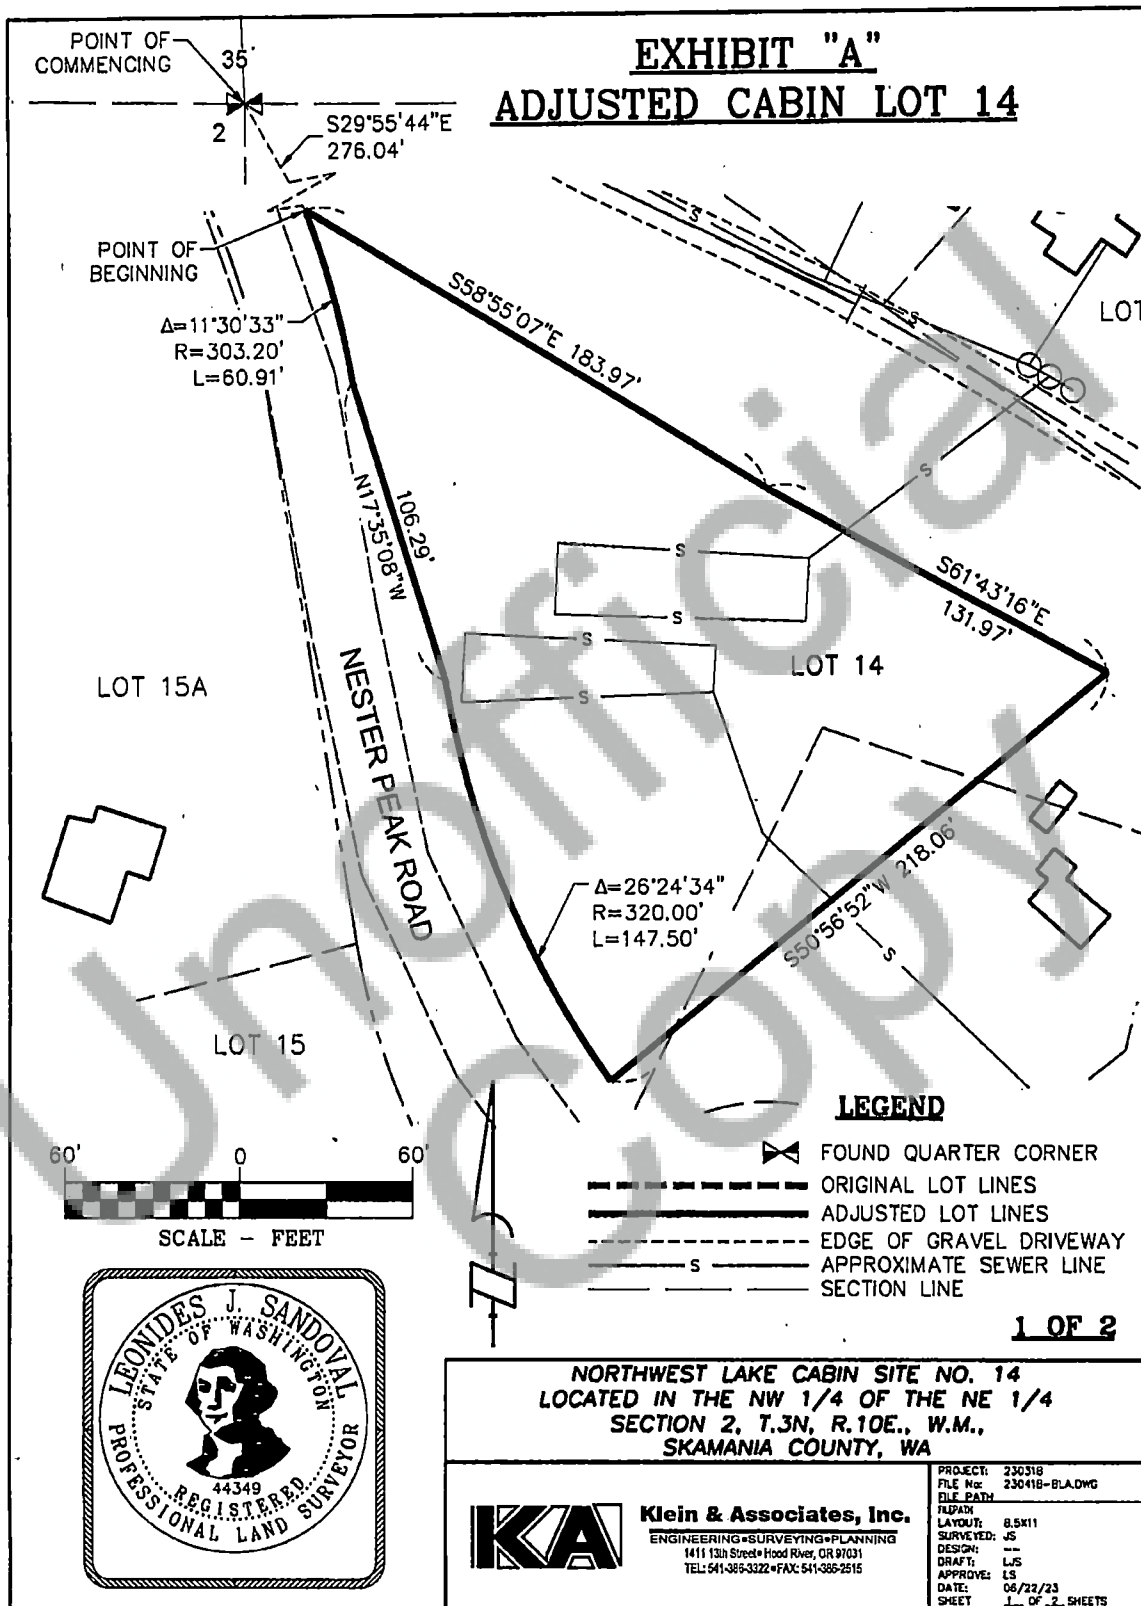 EXHIBIT "A"
ADJUSTED CABIN LOT 14
POINT OF
COMMENCING
35
2
S29°55'44"E
276.04'
POINT OF
BEGINNING
Δ=11°30'33"
R=303.20'
L=60.91'
S58°55'07"E 183.97'
S
S
LOT
S
N17°35'08"W
106.29'
S
S
S61°43'16"E
131.97'
S
S
LOT 14
LOT 15A
NESTER PEAK ROAD
Δ=26°24'34"
R=320.00'
L=147.50'
S50°56'52"W 218.06'
S
LOT 15
Unofficial
Copy
60'
0
60'
SCALE - FEET
LEGEND
FOUND QUARTER CORNER
ORIGINAL LOT LINES
ADJUSTED LOT LINES
EDGE OF GRAVEL DRIVEWAY
S APPROXIMATE SEWER LINE
SECTION LINE
1 OF 2
LEONIDES J. SANDOVAL
STATE OF WASHINGTON
44349
REGISTERED
PROFESSIONAL LAND SURVEYOR
NORTHWEST LAKE CABIN SITE NO. 14
LOCATED IN THE NW 1/4 OF THE NE 1/4
SECTION 2, T.3N, R.10E., W.M.,
SKAMANIA COUNTY, WA
KA
Klein & Associates, Inc.
ENGINEERING•SURVEYING•PLANNING
1411 13th Street•Hood River, OR 97031
TEL: 541-386-3322•FAX: 541-386-2515
PROJECT: 230318
FILE No: 230418-BLA.DWG
FILE PATH
FILEPATH
LAYOUT: 8.5X11
SURVEYED: JS
DESIGN: --
DRAFT: LJS
APPROVE: LS
DATE: 06/22/23
SHEET 1 OF 2 SHEETS